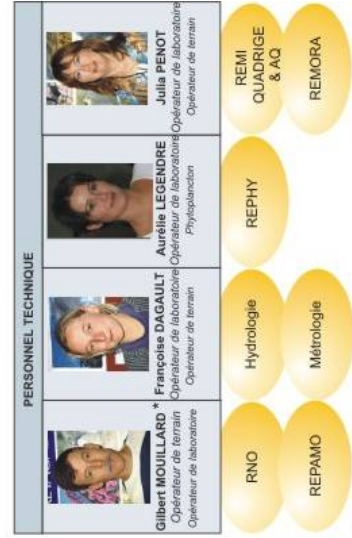 PERSONNEL TECHNIQUE
Gilbert MOUILLARD *
Opérateur de terrain
Opérateur de laboratoire
Françoise DAGAULT
Opérateur de laboratoire
Opérateur de terrain
Aurélie LEGENDRE
Opérateur de laboratoire
Phytoplancton
Julia PENOT
Opérateur de laboratoire
Opérateur de terrain
RNO
REPAMO
Hydrologie
Métrologie
REPHY
REMI
QUADRIGE
& AQ
REMORA